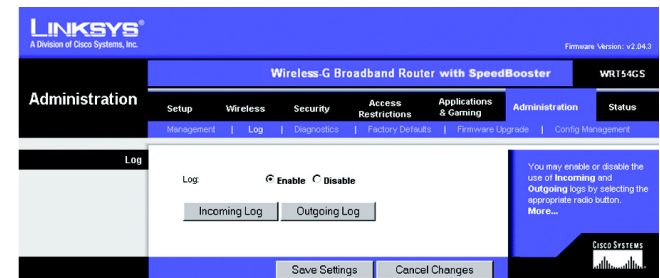 LINKSYS®
A Division of Cisco Systems, Inc.
Firmware Version: v2.04.3
Wireless-G Broadband Router with SpeedBooster WRT54GS
Administration
Setup Wireless Security Access Restrictions Applications & Gaming Administration Status
Management | Log | Diagnostics | Factory Defaults | Firmware Upgrade | Config Management
Log
Log: Enable Disable
Incoming Log Outgoing Log
You may enable or disable the
use of Incoming and
Outgoing logs by selecting the
appropriate radio button.
More...
CISCO SYSTEMS
Save Settings Cancel Changes